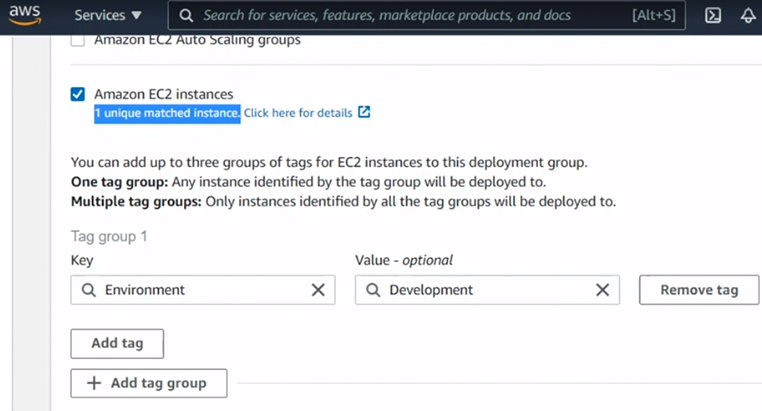 aws
Services ▼ Search for services, features, marketplace products, and docs [Alt+S]
Amazon EC2 Auto Scaling groups
Amazon EC2 instances
1 unique matched instance. Click here for details
You can add up to three groups of tags for EC2 instances to this deployment group.
One tag group: Any instance identified by the tag group will be deployed to.
Multiple tag groups: Only instances identified by all the tag groups will be deployed to.
Tag group 1
Key Value - optional
Environment Development Remove tag
Add tag
+ Add tag group